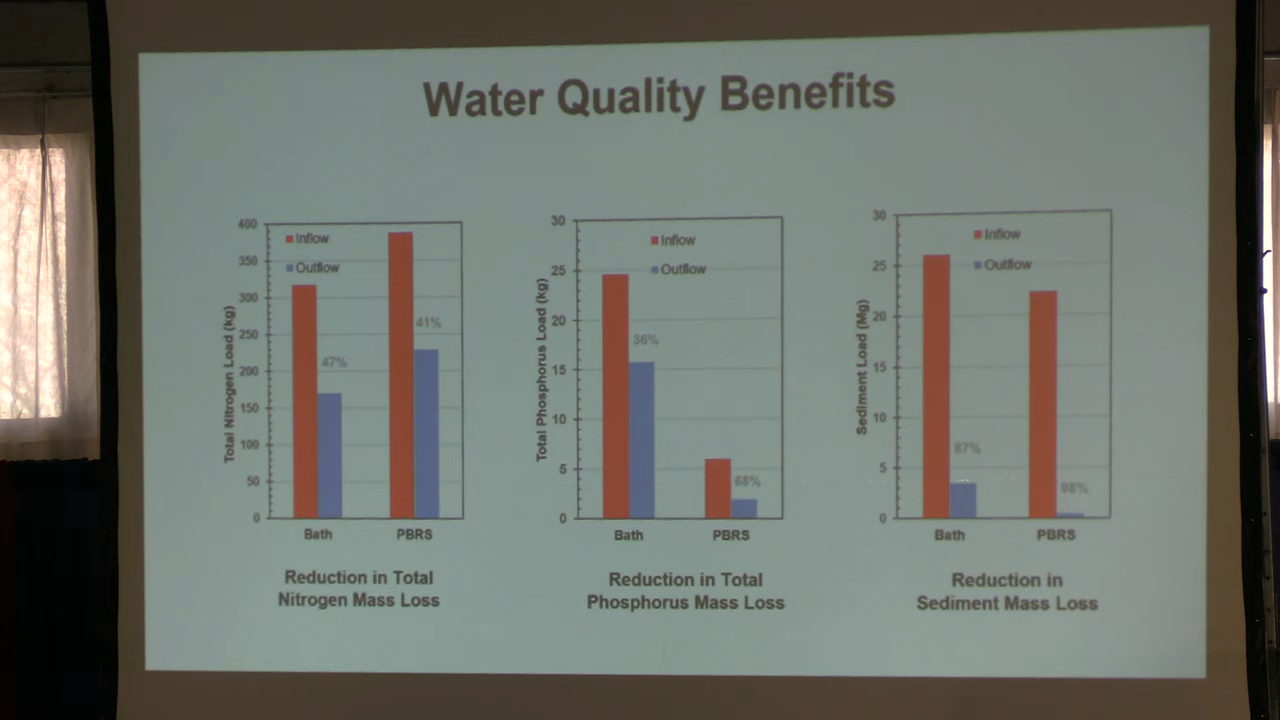 Water Quality Benefits
400
350
300
250
200
150
100
50
0
Total Nitrogen Load (kg)
Inflow
Outflow
47%
41%
Bath
PBRS
Reduction in Total
Nitrogen Mass Loss
30
25
20
15
10
5
0
Total Phosphorus Load (kg)
Inflow
Outflow
36%
68%
Bath
PBRS
Reduction in Total
Phosphorus Mass Loss
30
25
20
15
10
5
0
Sediment Load (Mg)
Inflow
Outflow
87%
98%
Bath
PBRS
Reduction in
Sediment Mass Loss